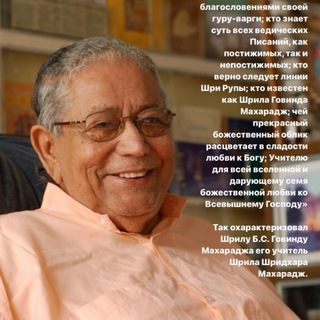 благословениями своей
гуру-варги; кто знает
суть всех ведических
Писаний, как
постижимых, так и
непостижимых; кто
верно следует линии
Шри Рупы; кто известен
как Шрила Говинда
Махарадж; чей
прекрасный
божественный облик
расцветает в сладости
любви к Богу; Учителю
для всей вселенной и
дарующему семя
божественной любви ко
Всевышнему Господу»
Так охарактеризовал
Шрилу Б.С. Говинду
Махараджа его учитель
Шрила Шридхара
Махарадж.